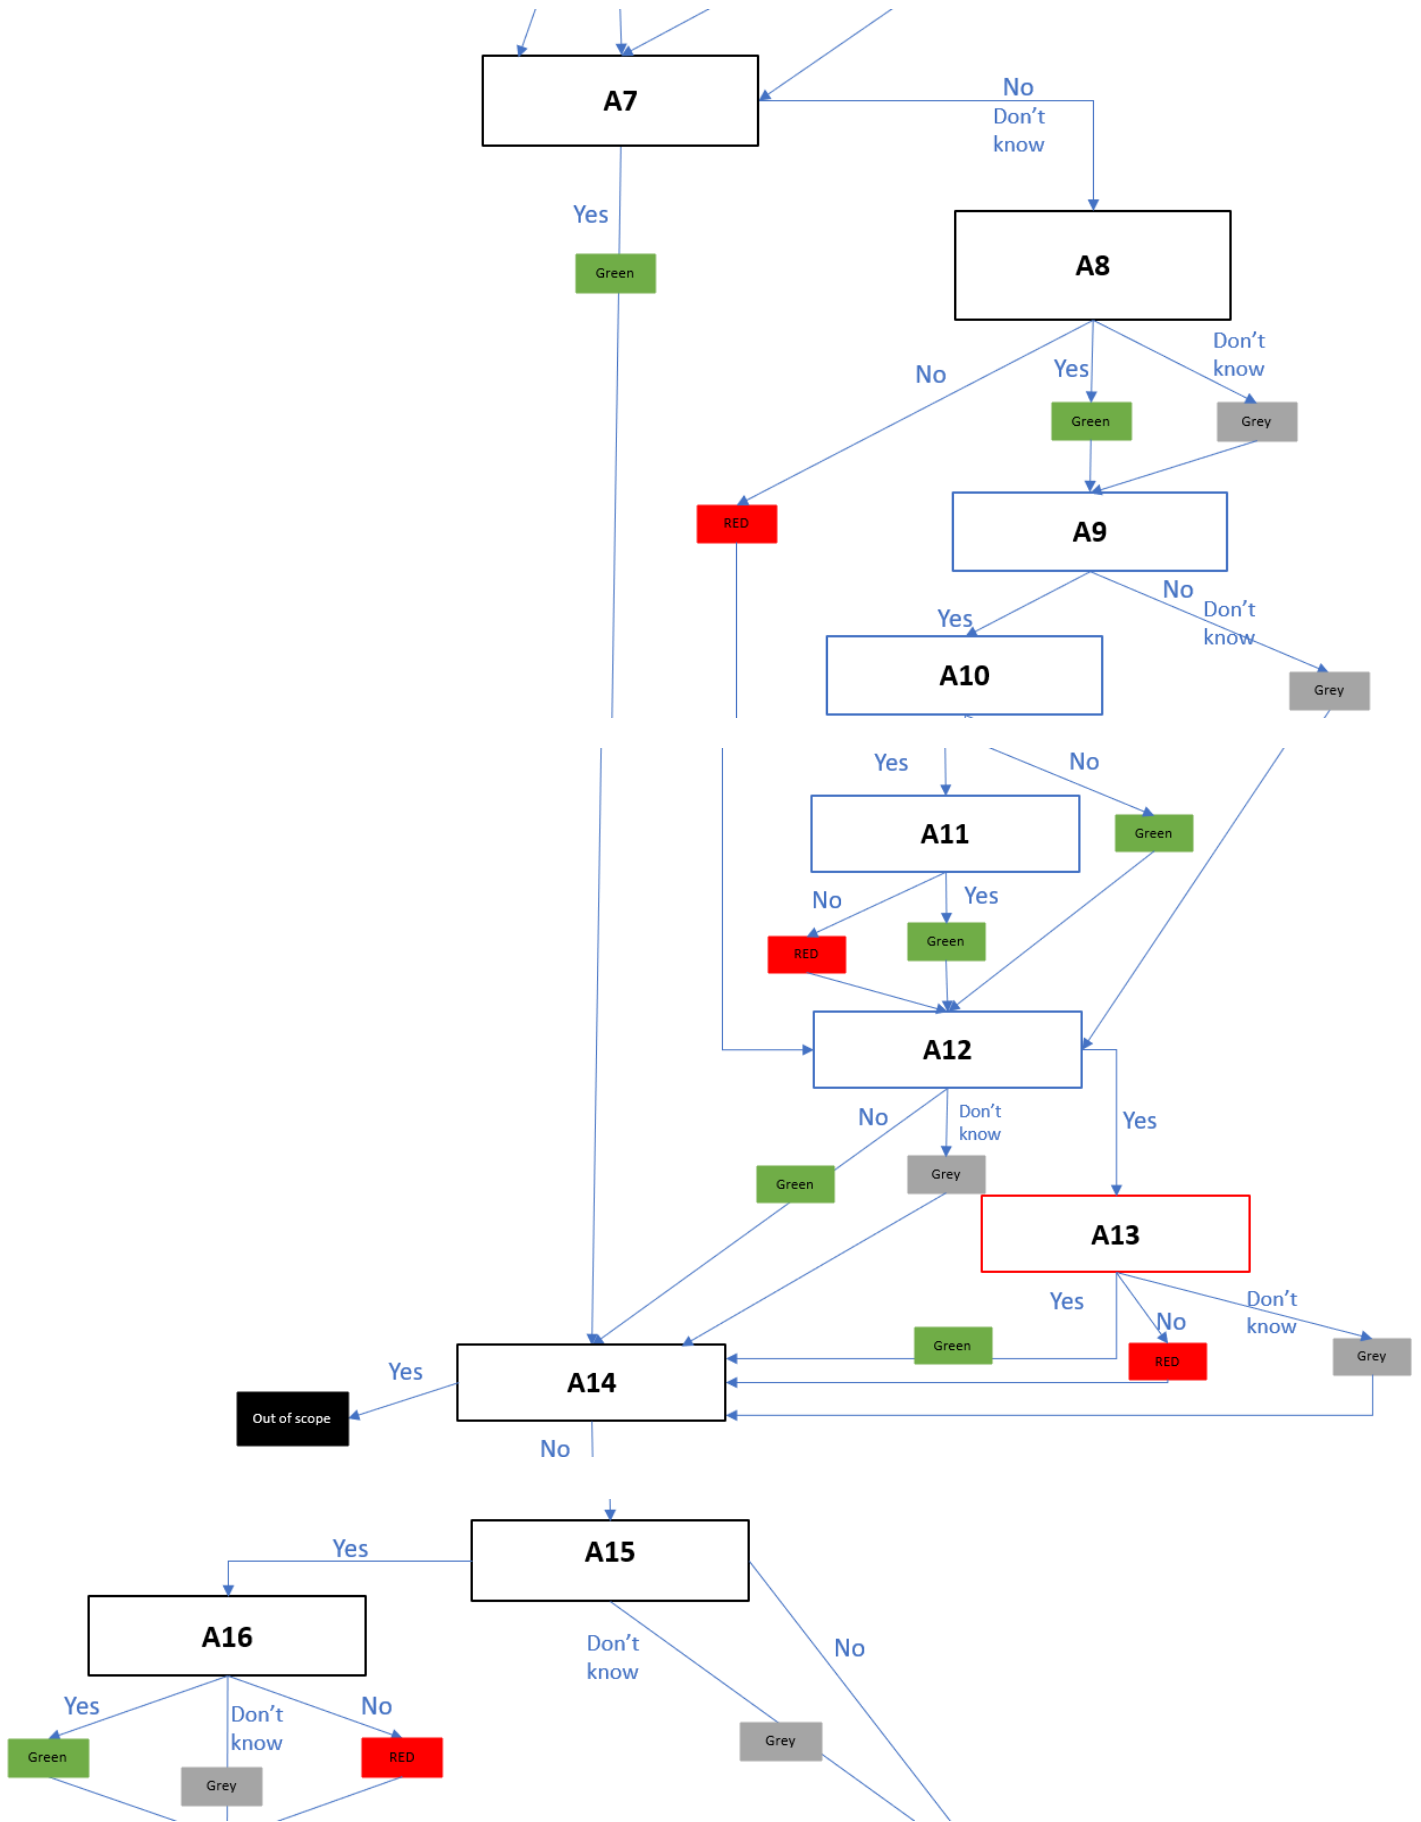 A7
No
Don't
know
Yes
Green
A8
No
Yes
Don't
know
Green
Grey
RED
A9
Yes
No
Don't
know
A10
Grey
Yes
No
A11
Green
No
Yes
RED
Green
A12
No
Don't
know
Yes
Green
Grey
A13
Yes
No
Don't
know
Green
RED
Grey
A14
Yes
Out of scope
No
A15
Yes
A16
Don't
know
No
Yes
Don't
know
No
Green
Grey
RED
Grey